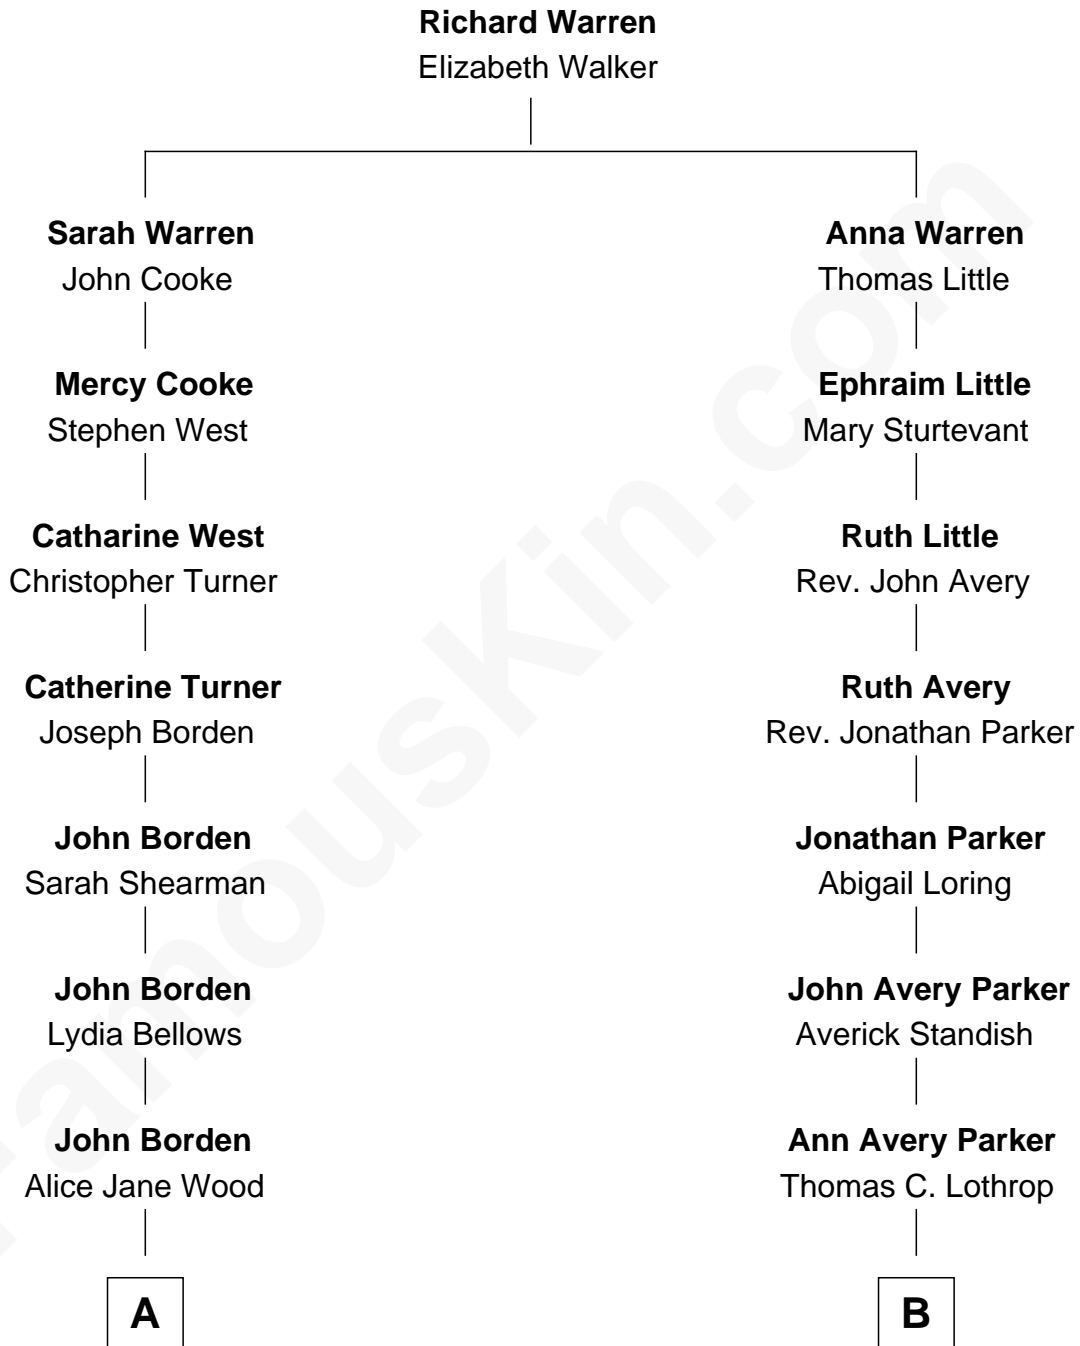 Richard Warren
Elizabeth Walker
Sarah Warren
John Cooke
Mercy Cooke
Stephen West
Catharine West
Christopher Turner
Catherine Turner
Joseph Borden
John Borden
Sarah Shearman
John Borden
Lydia Bellows
John Borden
Alice Jane Wood
A
Anna Warren
Thomas Little
Ephraim Little
Mary Sturtevant
Ruth Little
Rev. John Avery
Ruth Avery
Rev. Jonathan Parker
Jonathan Parker
Abigail Loring
John Avery Parker
Averick Standish
Ann Avery Parker
Thomas C. Lothrop
B
FamousKin.com